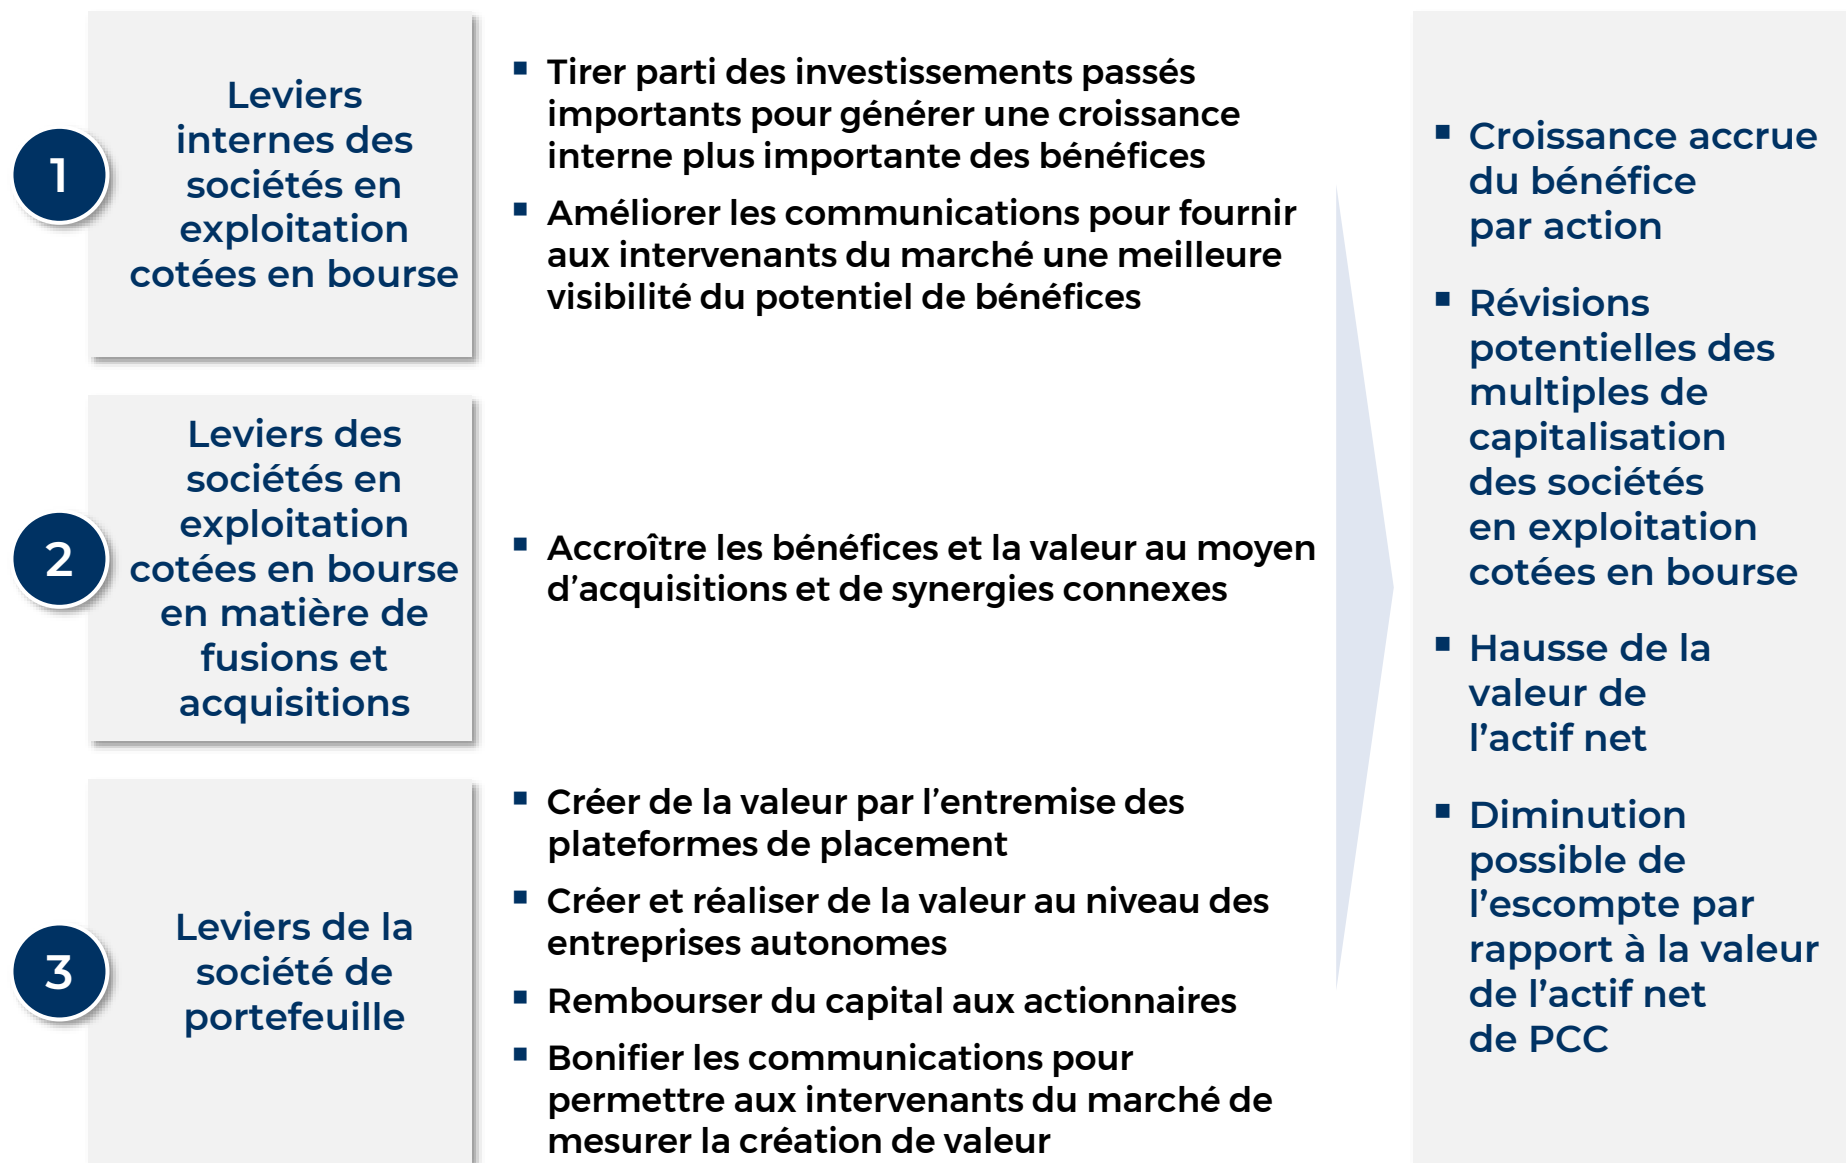 1
Leviers
internes des
sociétés en
exploitation
cotées en bourse
▪ Tirer parti des investissements passés
importants pour générer une croissance
interne plus importante des bénéfices
▪ Améliorer les communications pour fournir
aux intervenants du marché une meilleure
visibilité du potentiel de bénéfices
2
Leviers des
sociétés en
exploitation
cotées en bourse
en matière de
fusions et
acquisitions
▪ Accroître les bénéfices et la valeur au moyen
d’acquisitions et de synergies connexes
3
Leviers de la
société de
portefeuille
▪ Créer de la valeur par l’entremise des
plateformes de placement
▪ Créer et réaliser de la valeur au niveau des
entreprises autonomes
▪ Rembourser du capital aux actionnaires
▪ Bonifier les communications pour
permettre aux intervenants du marché de
mesurer la création de valeur
▪ Croissance accrue
du bénéfice
par action
▪ Révisions
potentielles des
multiples de
capitalisation
des sociétés
en exploitation
cotées en bourse
▪ Hausse de la
valeur de
l’actif net
▪ Diminution
possible de
l’escompte par
rapport à la valeur
de l’actif net
de PCC